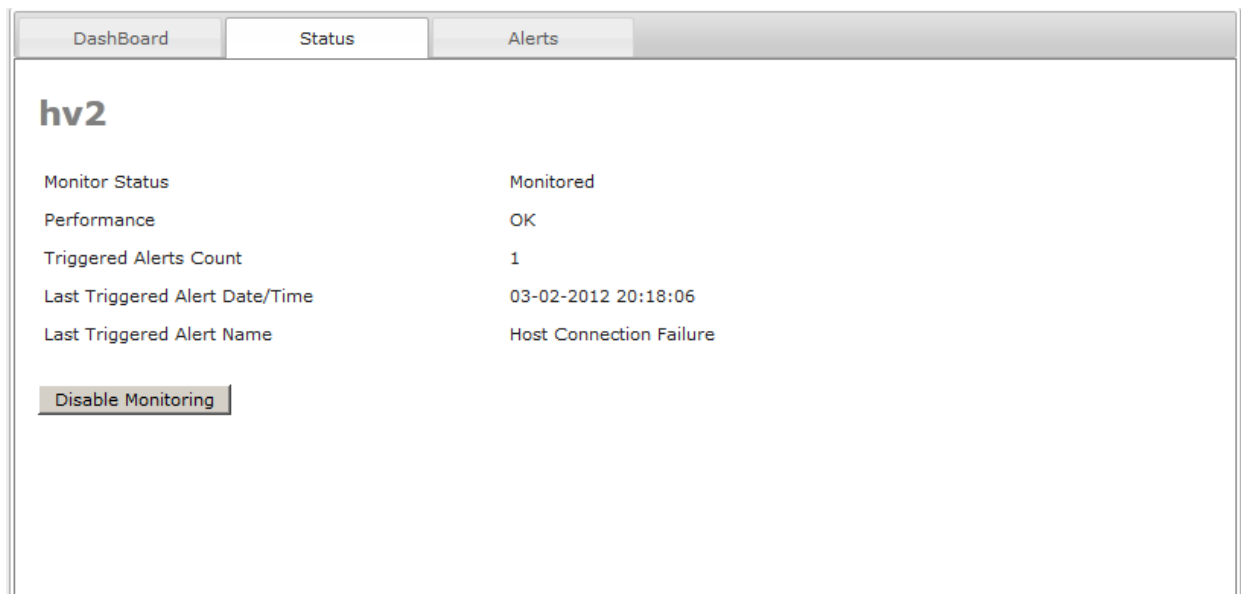 DashBoard Status Alerts
hv2
Monitor Status Monitored
Performance OK
Triggered Alerts Count 1
Last Triggered Alert Date/Time 03-02-2012 20:18:06
Last Triggered Alert Name Host Connection Failure
Disable Monitoring